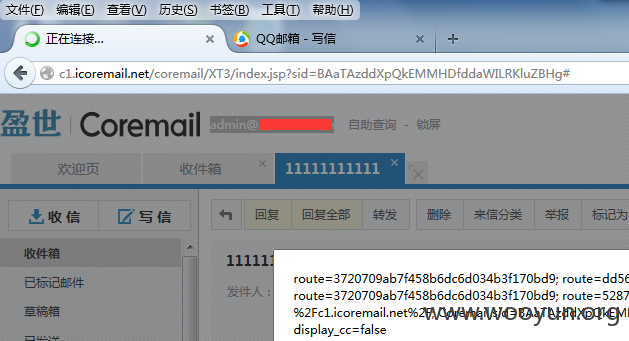 文件(F) 编辑(E) 查看(V) 历史(S) 书签(B) 工具(T) 帮助(H)
正在连接... × QQ邮箱 - 写信 × +
c1.icoremail.net/coremail/XT3/index.jsp?sid=BAaTAzddXpQkEMMHDfddaWILRKluZBHg#
盈世 Coremail admin@ 自助查询 - 锁屏
欢迎页 收件箱 × 11111111111 ×
收信 写信 回复 回复全部 转发 删除 来信分类 举报 标记为
收件箱
已标记邮件
草稿箱
已发送
111111
发件人:
route=3720709ab7f458b6dc6d034b3f170bd9; route=dd56
route=3720709ab7f458b6dc6d034b3f170bd9; route=5287
%2Fc1.icoremail.net%2F; Coremail.sid=BAaTAzddXpQkEMM
display_cc=false
www.wooyun.org